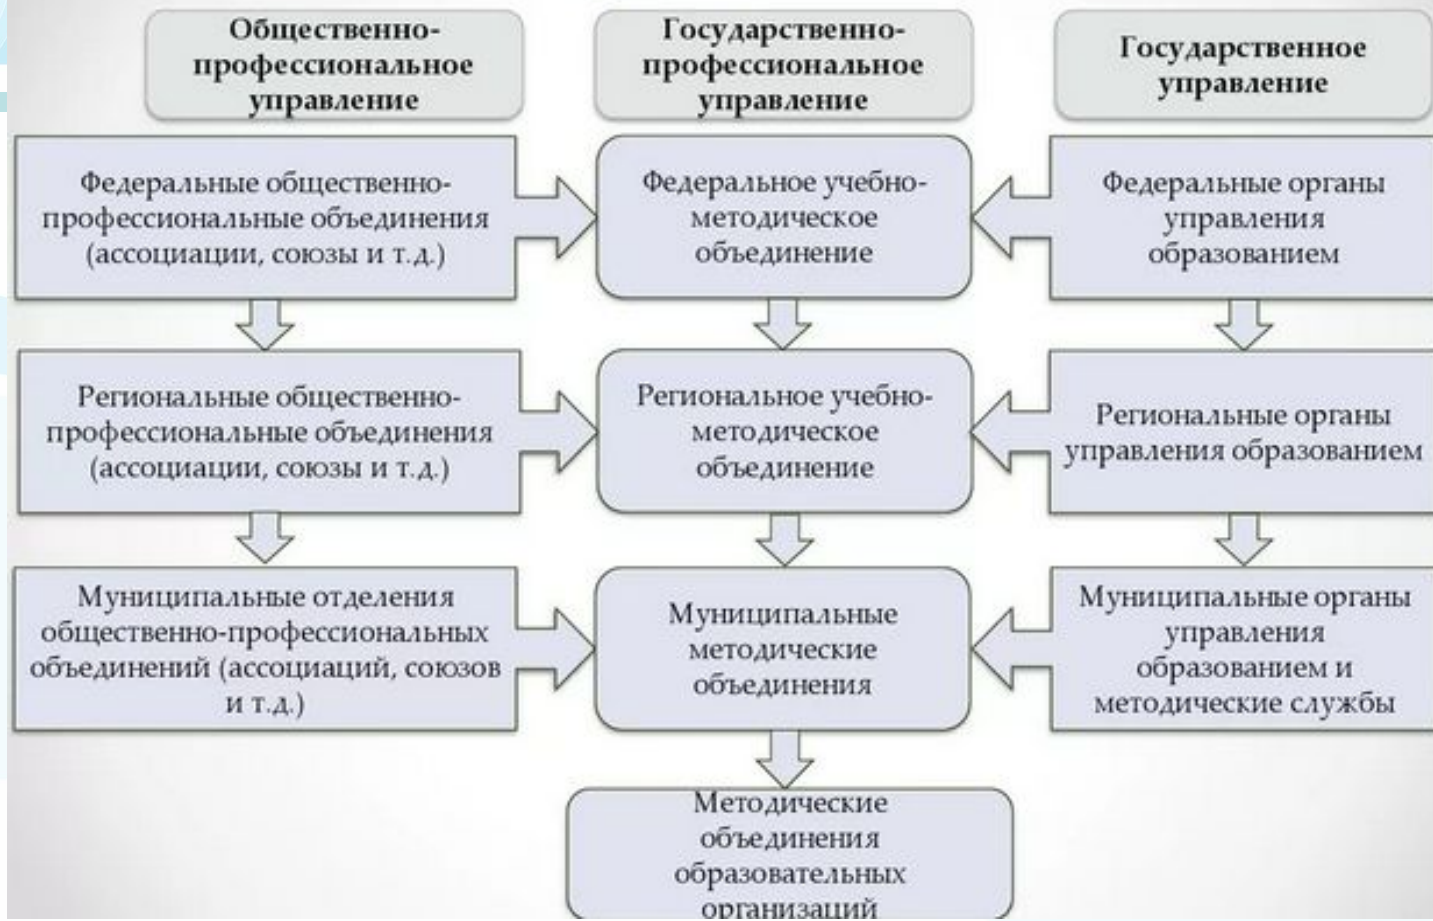 Общественно-
профессиональное
управление
Государственно-
профессиональное
управление
Государственное
управление
Федеральные общественно-
профессиональные объединения
(ассоциации, союзы и т.д.)
Федеральное учебно-
методическое
объединение
Федеральные органы
управления
образованием
Региональные общественно-
профессиональные объединения
(ассоциации, союзы и т.д.)
Региональное учебно-
методическое
объединение
Региональные органы
управления образованием
Муниципальные отделения
общественно-профессиональных
объединений (ассоциаций, союзов
и т.д.)
Муниципальные
методические
объединения
Муниципальные органы
управления
образованием и
методические службы
Методические
объединения
образовательных
организаций